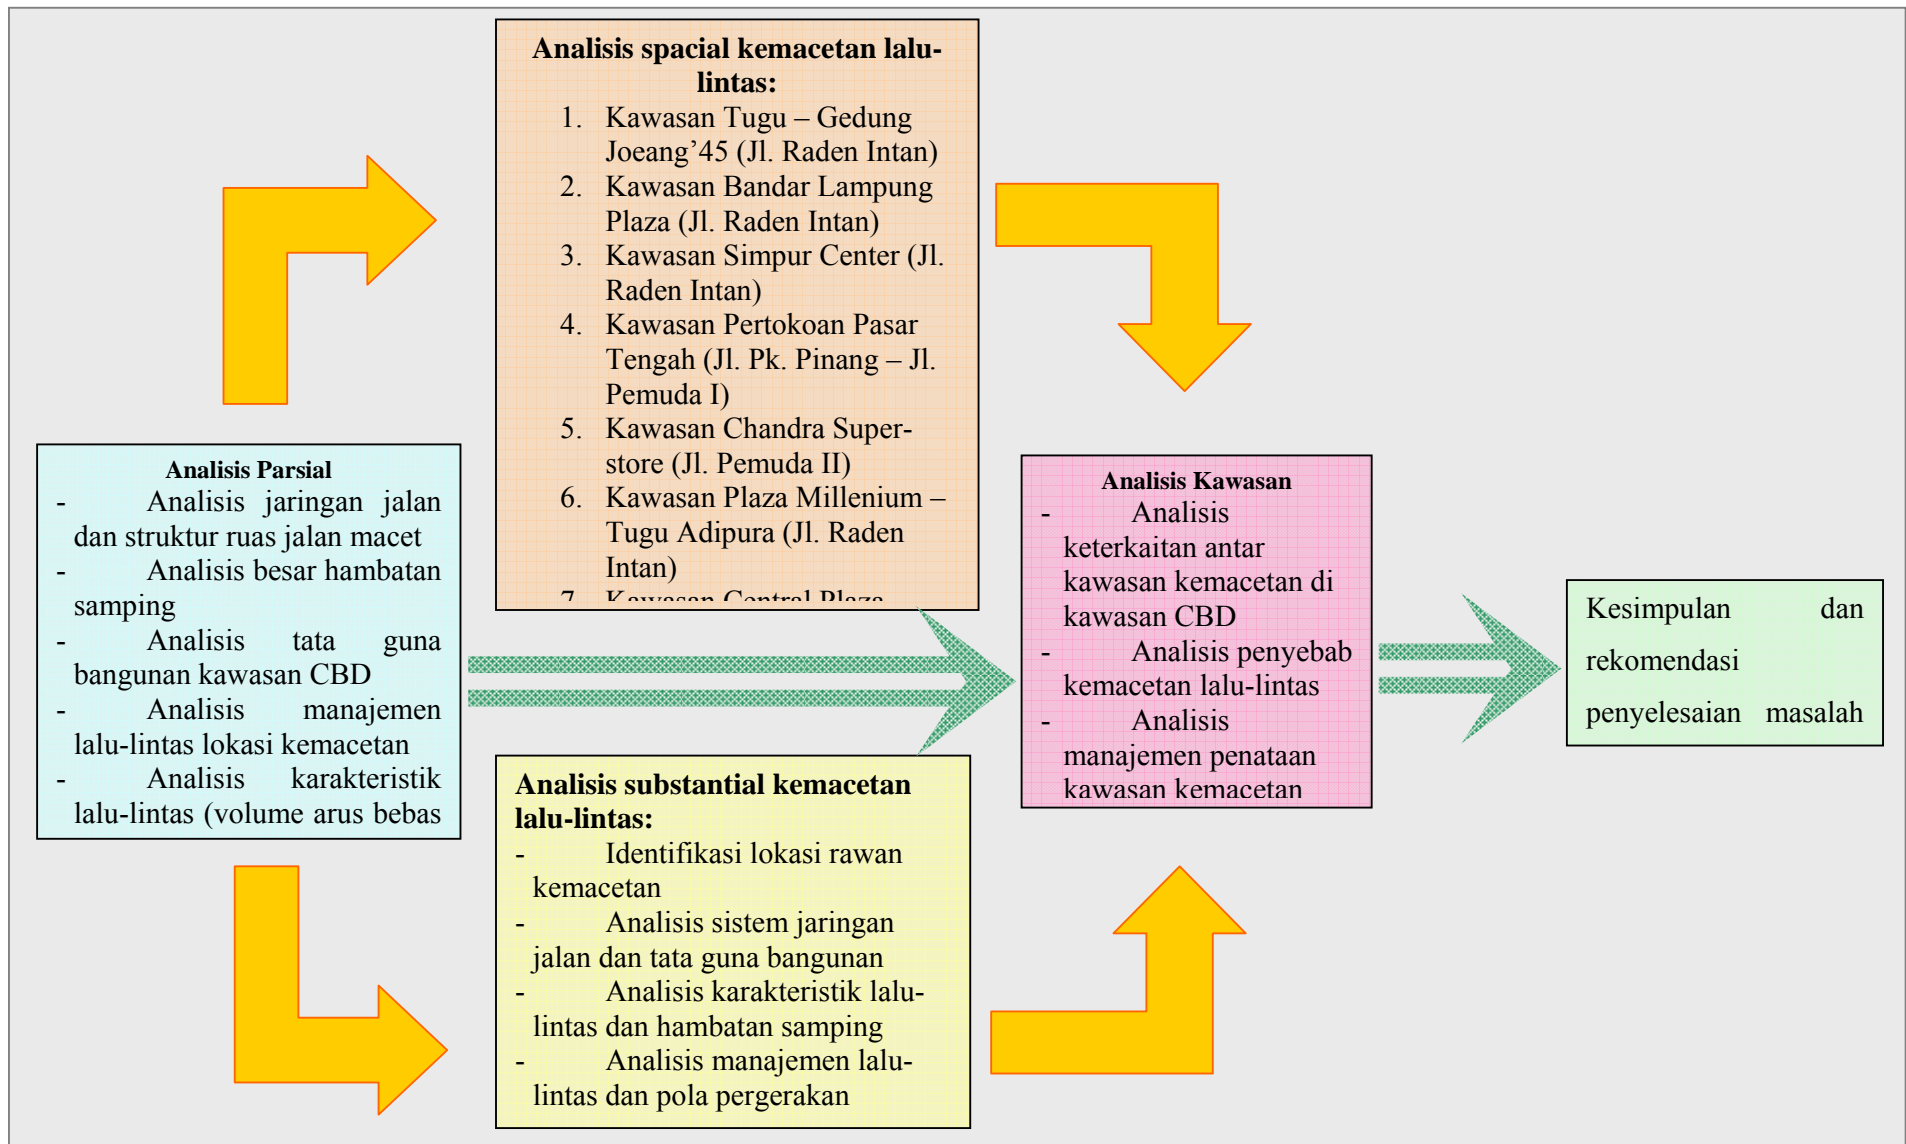 Analisis spacial kemacetan lalu-
lintas:
1. Kawasan Tugu – Gedung
Joeang’45 (Jl. Raden Intan)
2. Kawasan Bandar Lampung
Plaza (Jl. Raden Intan)
3. Kawasan Simpur Center (Jl.
Raden Intan)
4. Kawasan Pertokoan Pasar
Tengah (Jl. Pk. Pinang – Jl.
Pemuda I)
5. Kawasan Chandra Super-
store (Jl. Pemuda II)
6. Kawasan Plaza Millenium –
Tugu Adipura (Jl. Raden
Intan)
7. Kawasan Central Plaza
Analisis Parsial
- Analisis jaringan jalan
dan struktur ruas jalan macet
- Analisis besar hambatan
samping
- Analisis tata guna
bangunan kawasan CBD
- Analisis manajemen
lalu-lintas lokasi kemacetan
- Analisis karakteristik
lalu-lintas (volume arus bebas
Analisis substantial kemacetan
lalu-lintas:
- Identifikasi lokasi rawan
kemacetan
- Analisis sistem jaringan
jalan dan tata guna bangunan
- Analisis karakteristik lalu-
lintas dan hambatan samping
- Analisis manajemen lalu-
lintas dan pola pergerakan
Analisis Kawasan
- Analisis
keterkaitan antar
kawasan kemacetan di
kawasan CBD
- Analisis penyebab
kemacetan lalu-lintas
- Analisis
manajemen penataan
kawasan kemacetan
Kesimpulan dan
rekomendasi
penyelesaian masalah